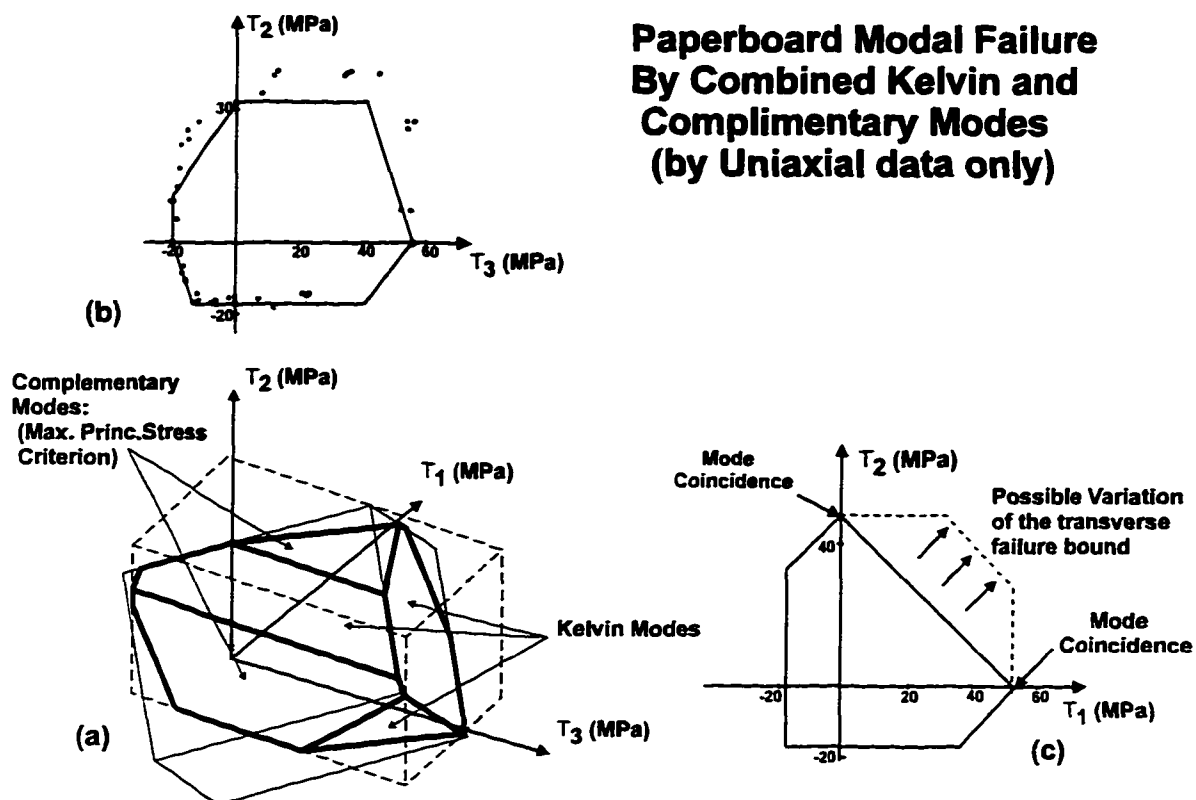 Paperboard Modal Failure
By Combined Kelvin and
Complimentary Modes
(by Uniaxial data only)
T2 (MPa)
30
-20
20
40
60
T3 (MPa)
-20
(b)
Complementary
Modes:
(Max. Princ.Stress
Criterion)
T2 (MPa)
T1 (MPa)
Kelvin Modes
T3 (MPa)
(a)
Mode
Coincidence
T2 (MPa)
Possible Variation
of the transverse
failure bound
40
Mode
Coincidence
-20
20
40
60
T1 (MPa)
-20
(c)